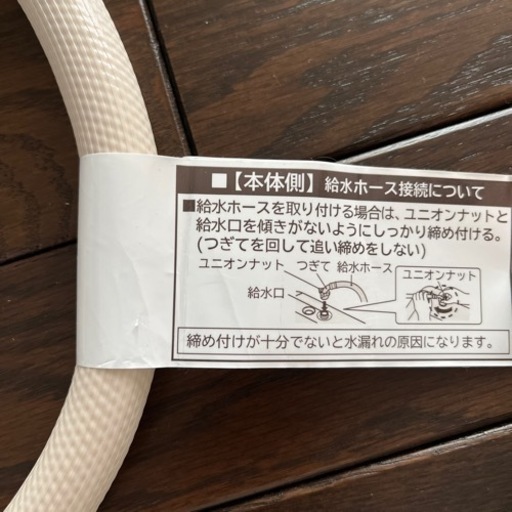 ■【本体側】給水ホース接続について
■給水ホースを取り付ける場合は、ユニオンナットと
給水口を傾きがないようにしっかり締め付ける。
(つぎてを回して追い締めをしない)
ユニオンナット つぎて 給水ホース
ユニオンナット
給水口
締め付けが十分でないと水漏れの原因になります。